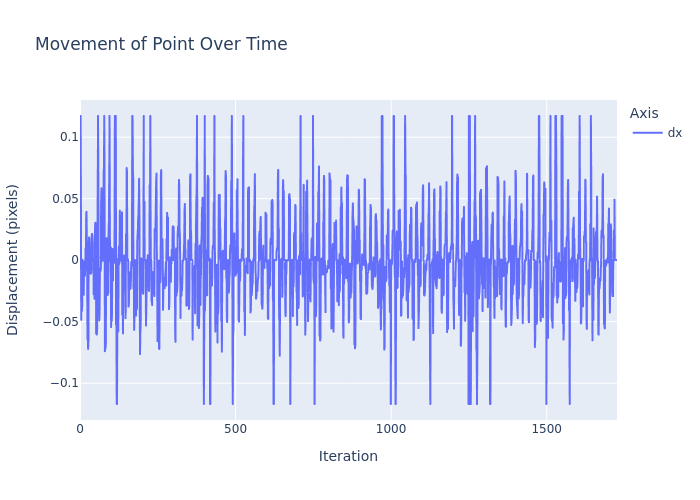 Movement of Point Over Time
Axis
dx
0.1
0.05
0
−0.05
−0.1
Displacement (pixels)
0
500
1000
1500
Iteration